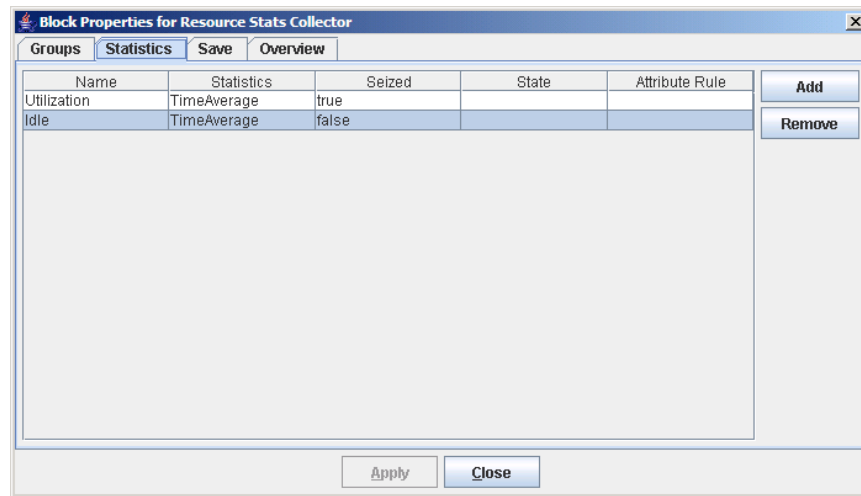 Block Properties for Resource Stats Collector
Groups Statistics Save Overview
Name Statistics Seized State Attribute Rule
Utilization TimeAverage true
Idle TimeAverage false
Add
Remove
Apply Close